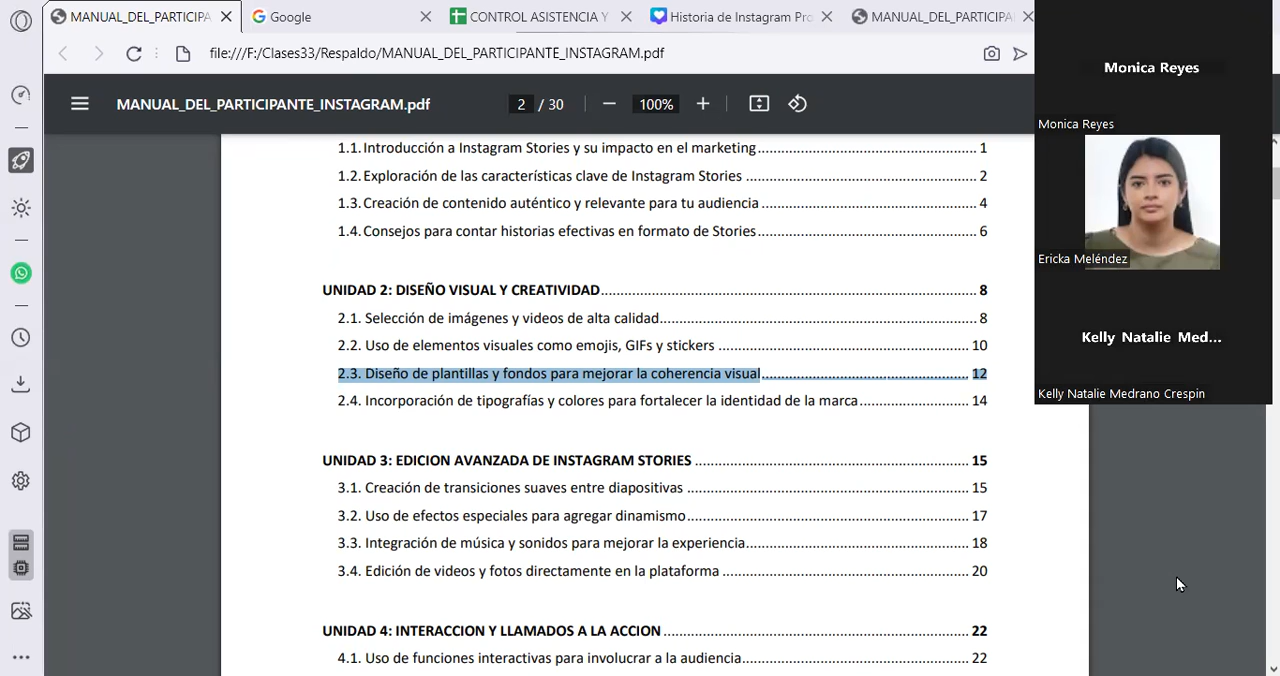 MANUAL_DEL_PARTICIPA
Google
CONTROL ASISTENCIA Y
Historia de Instagram Pro
MANUAL_DEL_PARTICIPA
file:///F:/Clases33/Respaldo/MANUAL_DEL_PARTICIPANTE_INSTAGRAM.pdf
MANUAL_DEL_PARTICIPANTE_INSTAGRAM.pdf
2 / 30
100%
1.1. Introducción a Instagram Stories y su impacto en el marketing 1
1.2. Exploración de las características clave de Instagram Stories 2
1.3. Creación de contenido auténtico y relevante para tu audiencia 4
1.4. Consejos para contar historias efectivas en formato de Stories 6
UNIDAD 2: DISEÑO VISUAL Y CREATIVIDAD 8
2.1. Selección de imágenes y videos de alta calidad 8
2.2. Uso de elementos visuales como emojis, GIFs y stickers 10
2.3. Diseño de plantillas y fondos para mejorar la coherencia visual 12
2.4. Incorporación de tipografías y colores para fortalecer la identidad de la marca 14
UNIDAD 3: EDICION AVANZADA DE INSTAGRAM STORIES 15
3.1. Creación de transiciones suaves entre diapositivas 15
3.2. Uso de efectos especiales para agregar dinamismo 17
3.3. Integración de música y sonidos para mejorar la experiencia 18
3.4. Edición de videos y fotos directamente en la plataforma 20
UNIDAD 4: INTERACCION Y LLAMADOS A LA ACCION 22
4.1. Uso de funciones interactivas para involucrar a la audiencia 22
Monica Reyes
Monica Reyes
Ericka Meléndez
Kelly Natalie Med...
Kelly Natalie Medrano Crespin